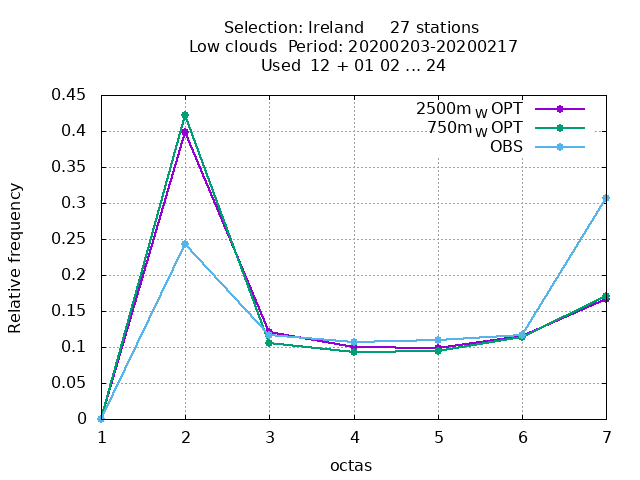 Selection: Ireland 27 stations
Low clouds Period: 20200203-20200217
Used 12 + 01 02 ... 24
0.45
0.4
0.35
0.3
0.25
0.2
0.15
0.1
0.05
0
Relative frequency
2500m W OPT
750m W OPT
OBS
1 2 3 4 5 6 7
octas